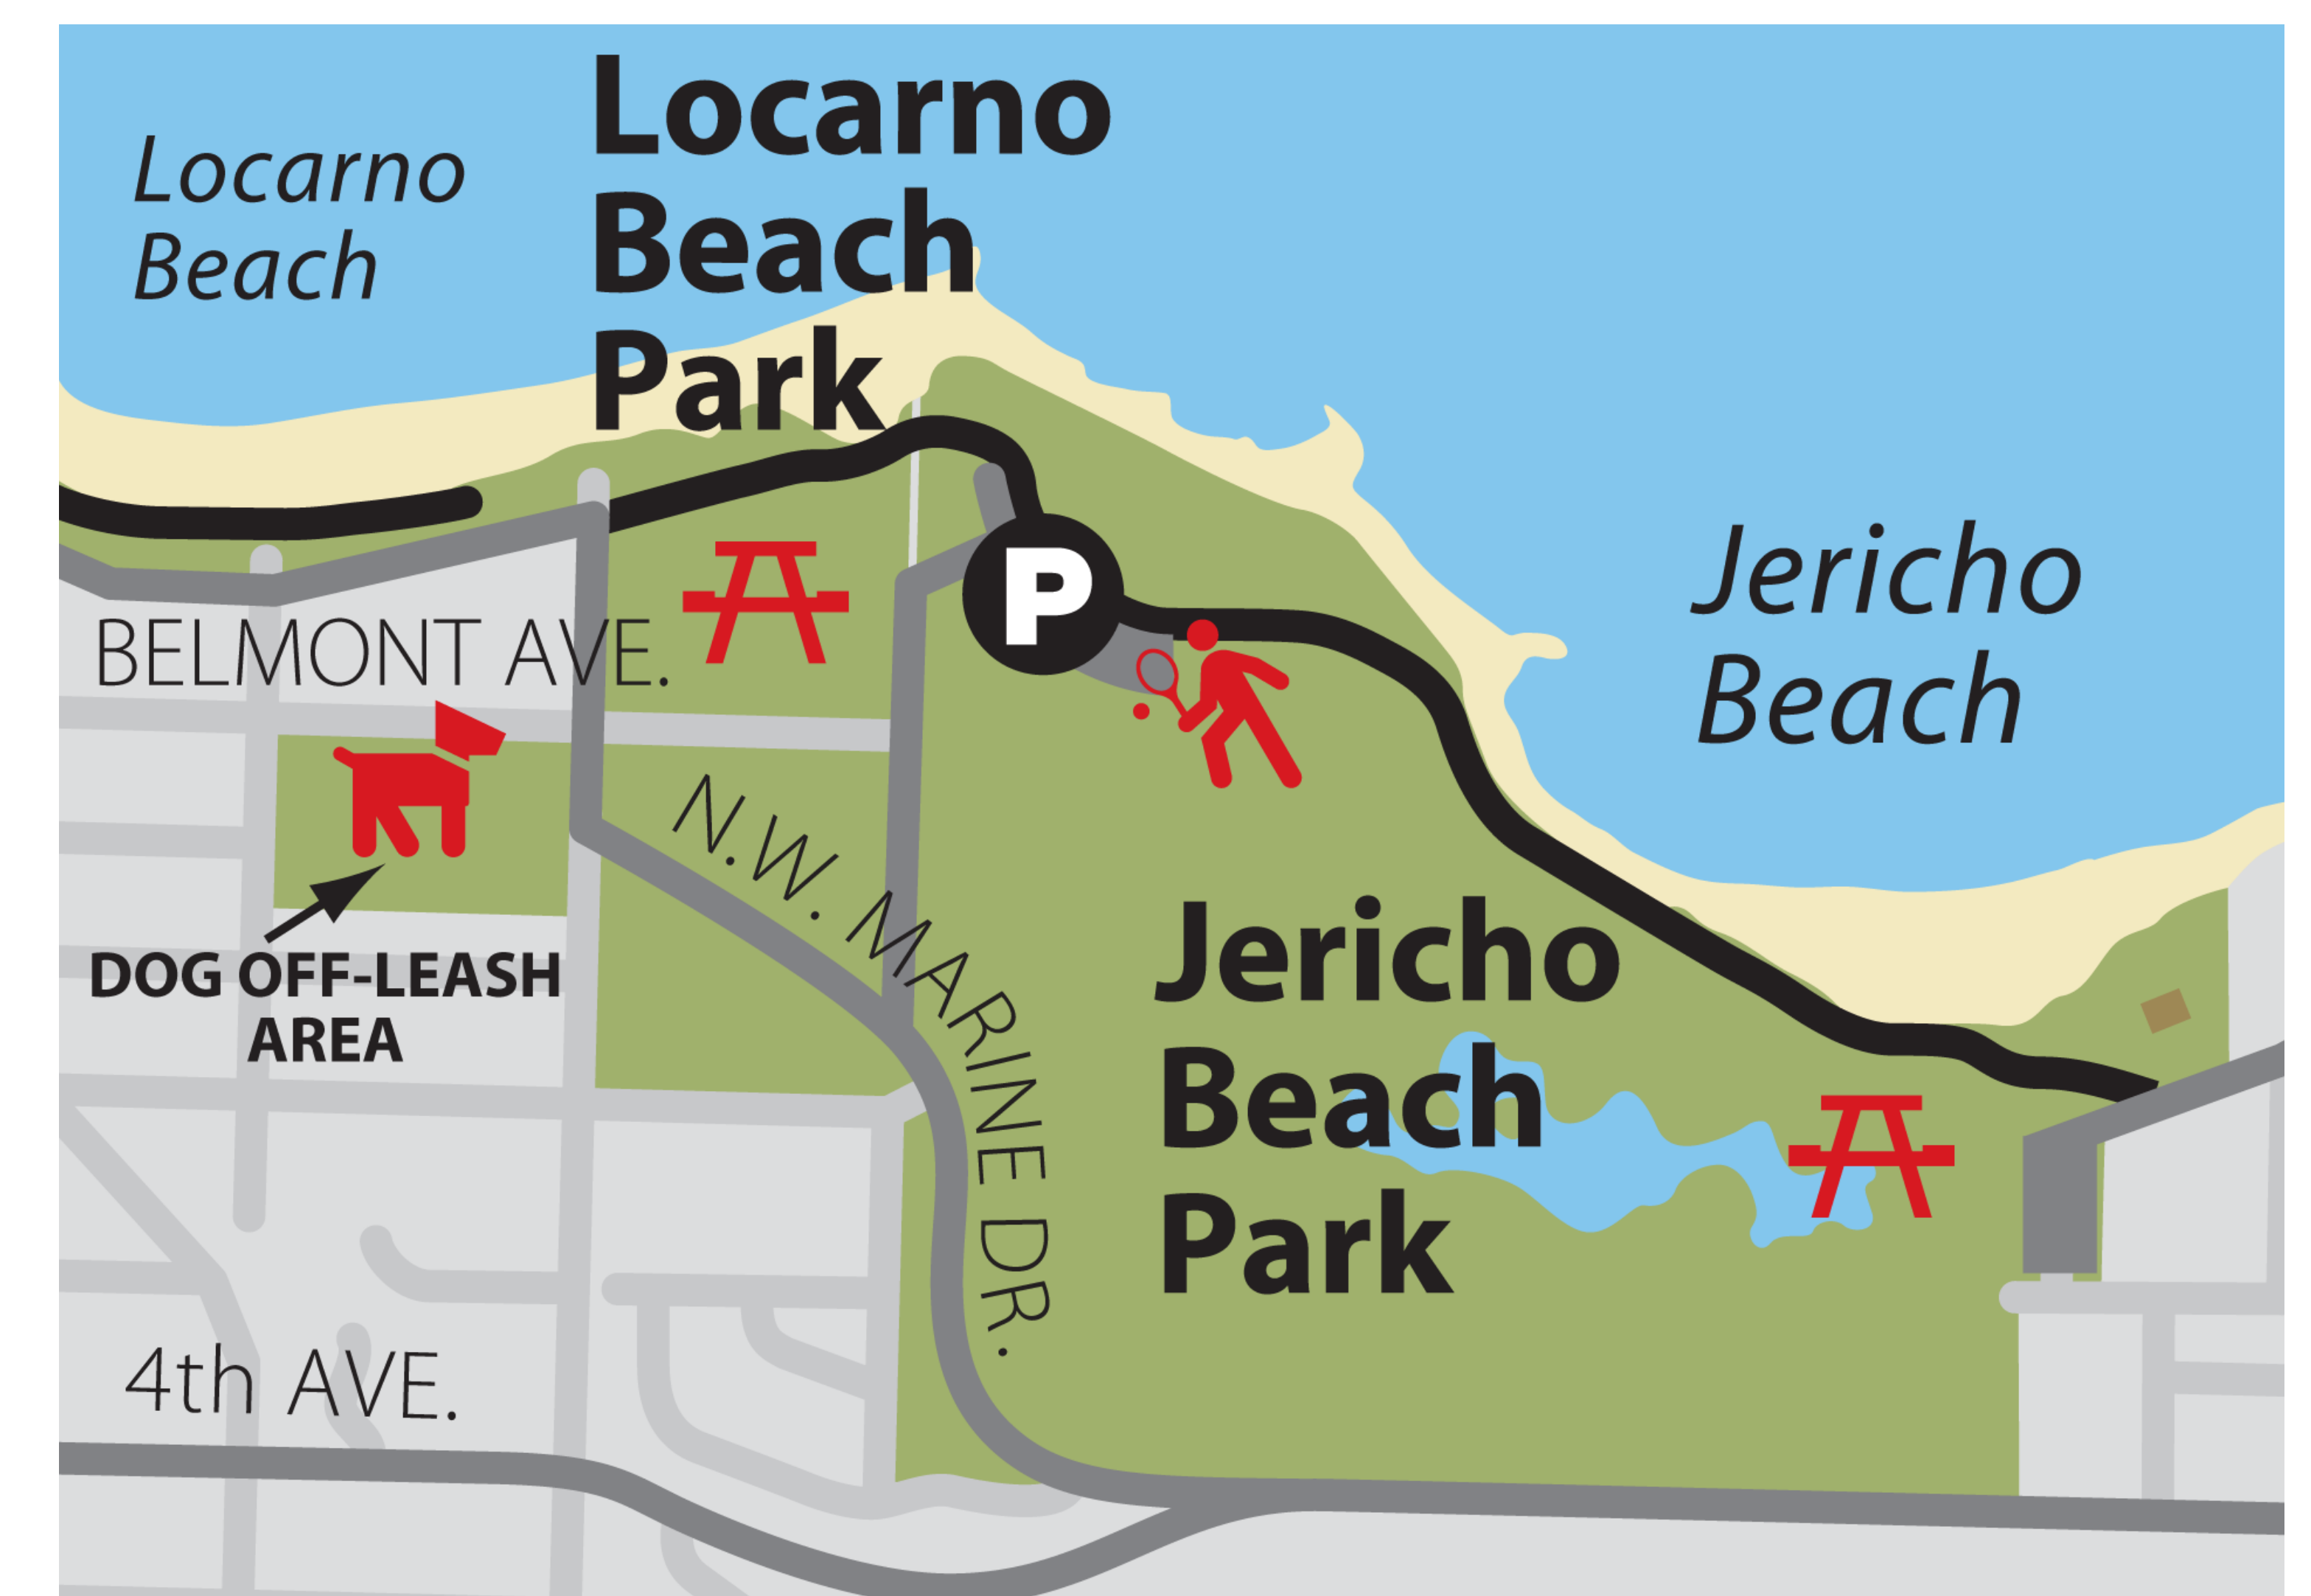 Locarno
Beach
Park
Locarno
Beach
P
Jericho
Beach
BELMONT AVE.
N.W. MARINE DR.
DOG OFF-LEASH
AREA
Jericho
Beach
Park
4th AVE.